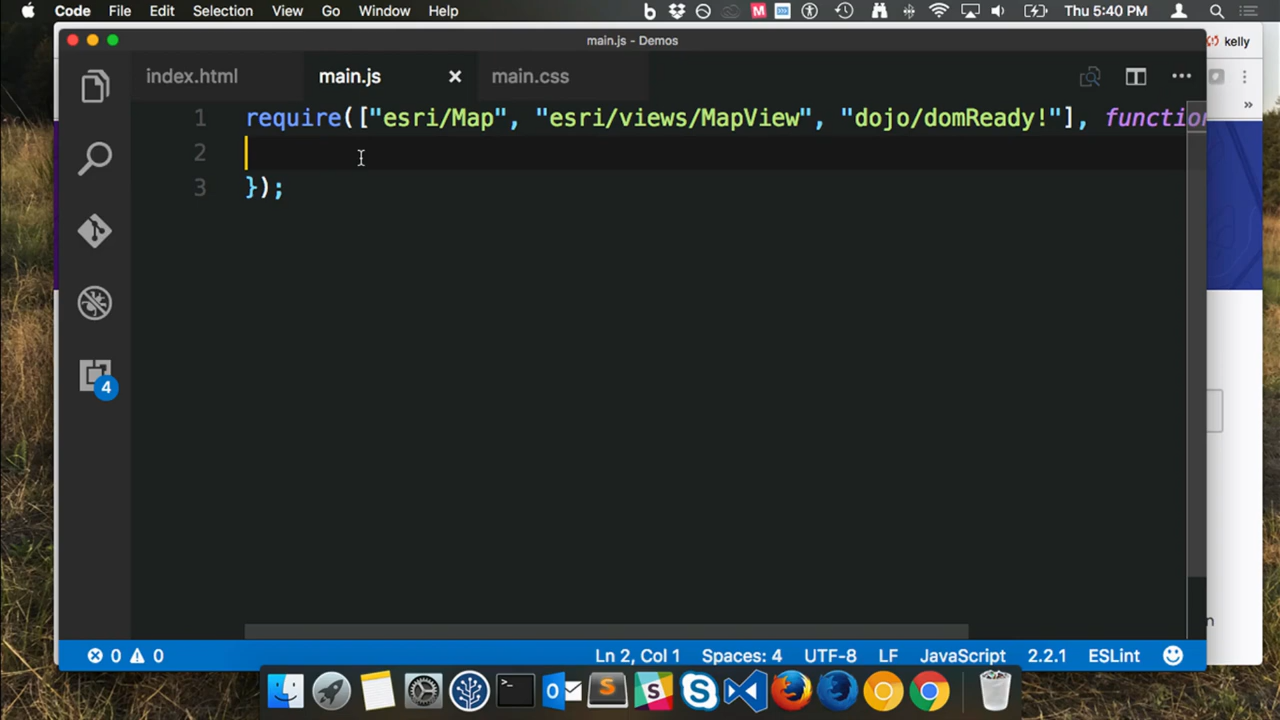 Code File Edit Selection View Go Window Help Thu 5:40 PM
main.js - Demos
kelly
index.html main.js main.css
1 require(["esri/Map", "esri/views/MapView", "dojo/domReady!"], function
2
3 });
4
0 0 Ln 2, Col 1 Spaces: 4 UTF-8 LF JavaScript 2.2.1 ESLint